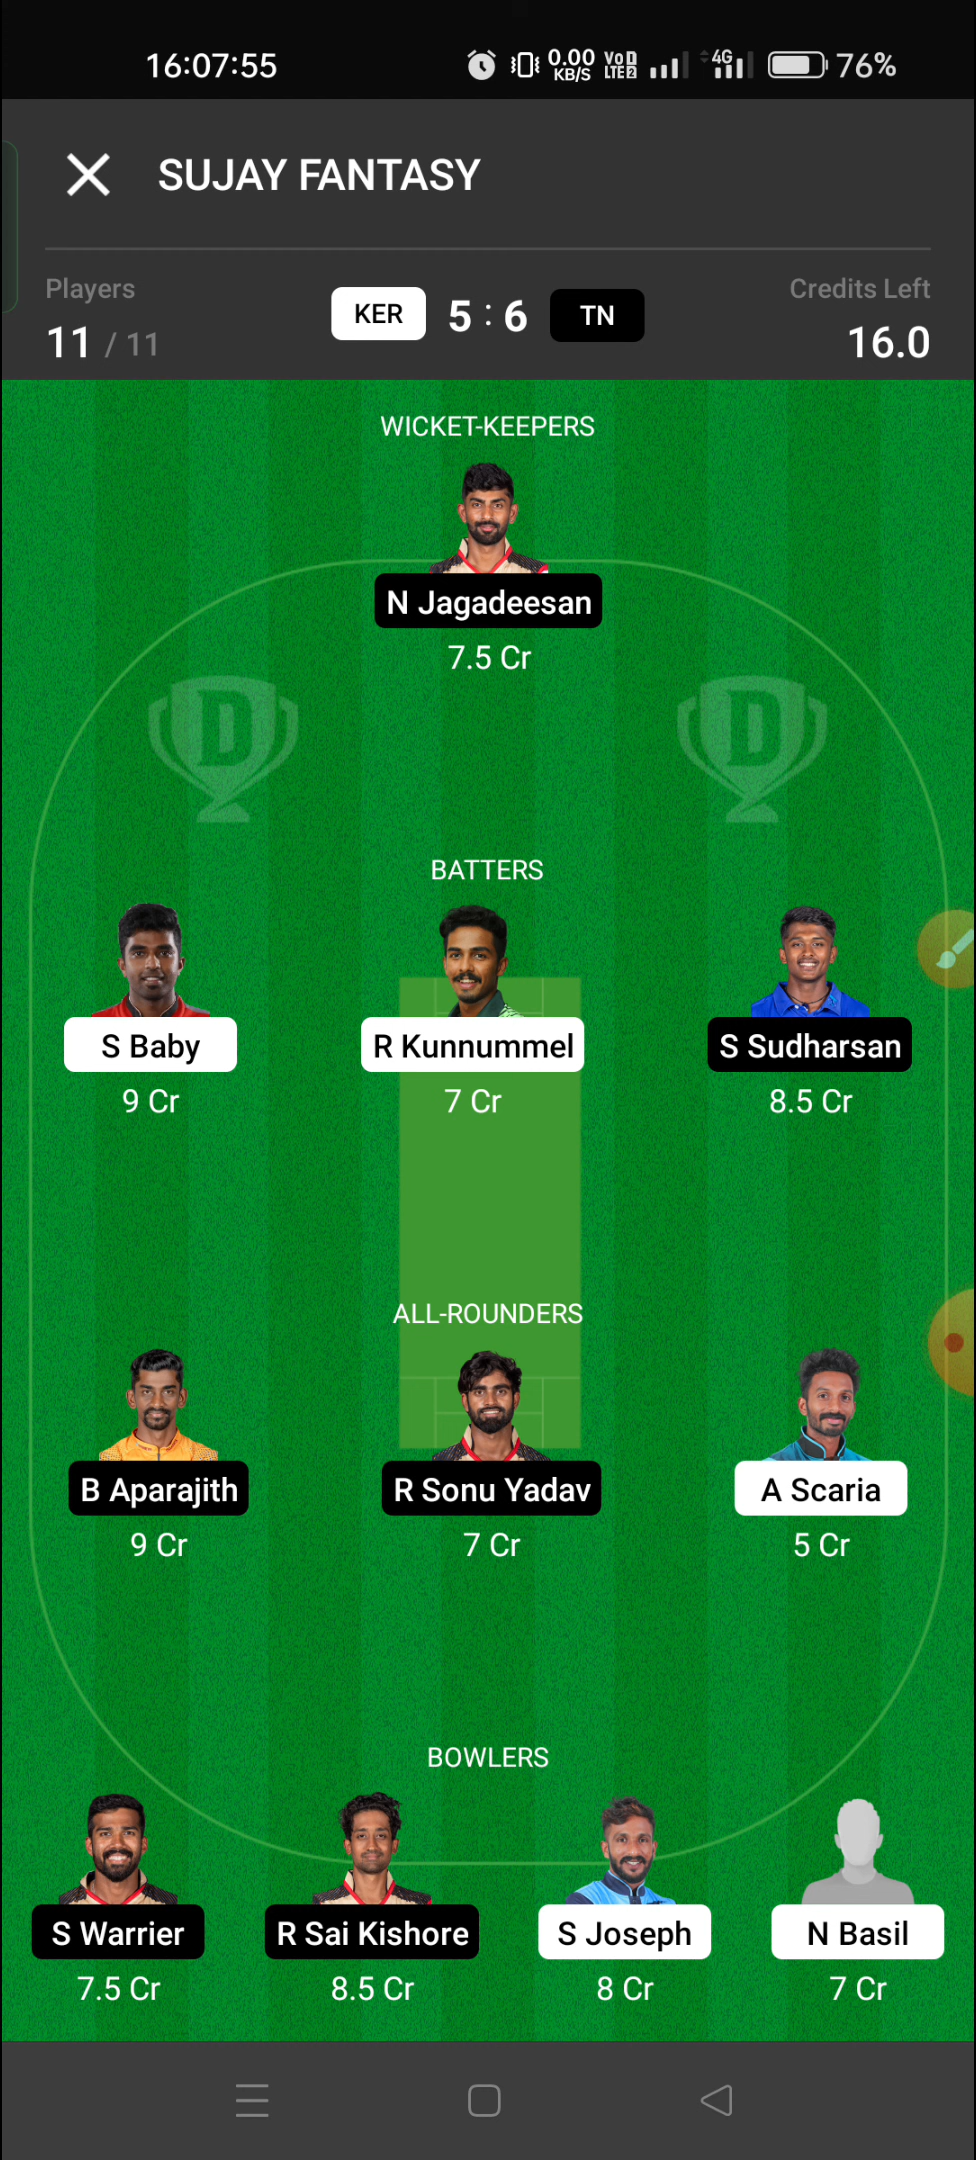 16:07:55
0.00 KB/S VoD LTE2 4G 76%
SUJAY FANTASY
Players
Credits Left
11 / 11
KER 5 : 6 TN
16.0
WICKET-KEEPERS
N Jagadeesan
7.5 Cr
D D
BATTERS
S Baby R Kunnummel S Sudharsan
9 Cr 7 Cr 8.5 Cr
ALL-ROUNDERS
B Aparajith R Sonu Yadav A Scaria
9 Cr 7 Cr 5 Cr
BOWLERS
S Warrier R Sai Kishore S Joseph N Basil
7.5 Cr 8.5 Cr 8 Cr 7 Cr